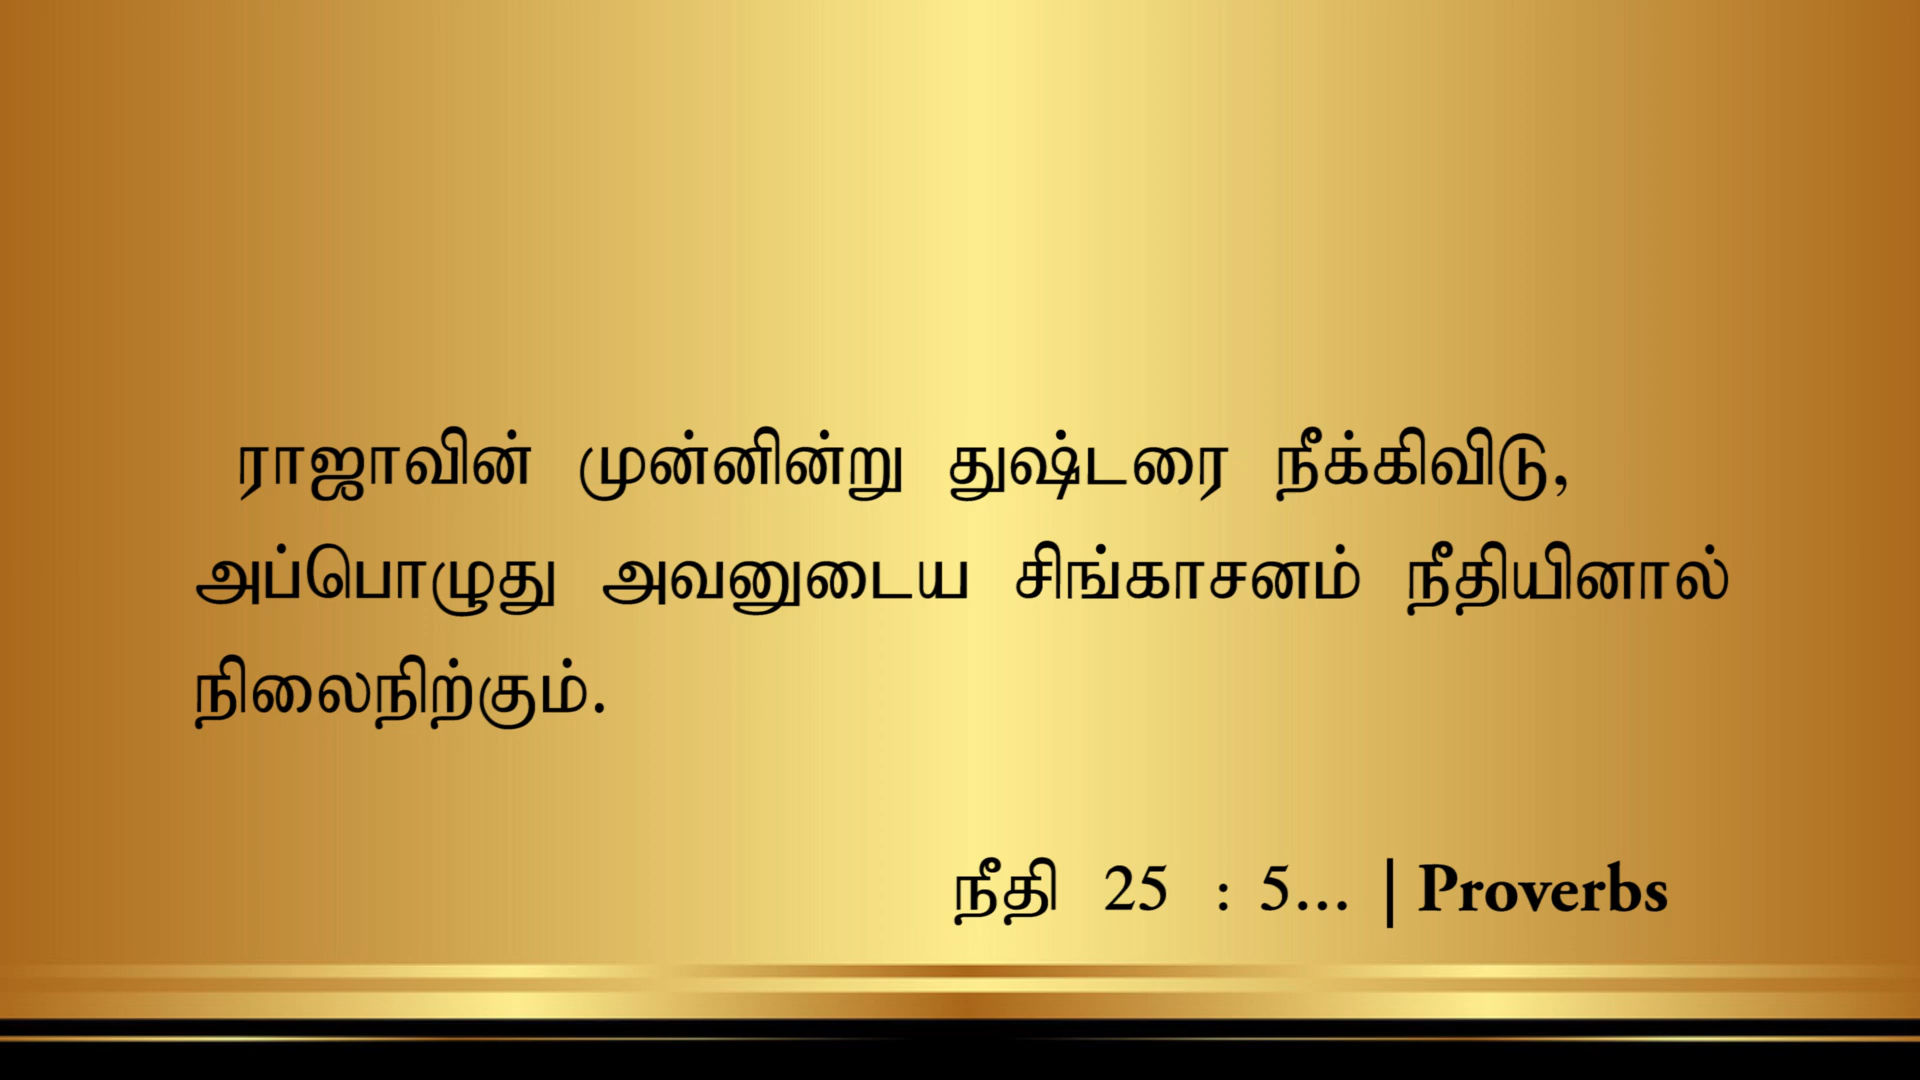 ராஜாவின் முன்னின்று துஷ்டரை நீக்கிவிடு,
அப்பொழுது அவனுடைய சிங்காசனம் நீதியினால்
நிலைநிற்கும்.
நீதி 25 : 5... | Proverbs